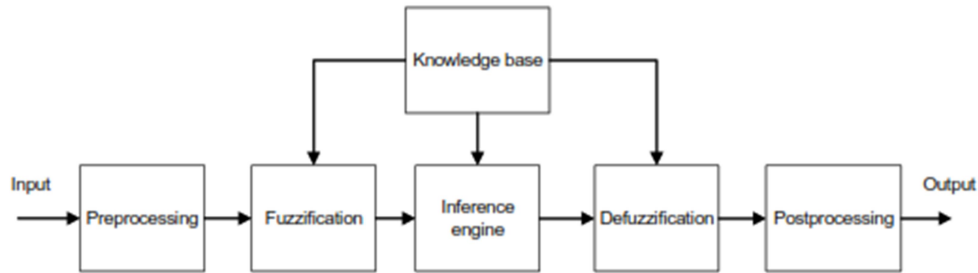 Knowledge base
Input
Preprocessing
Fuzzification
Inference
engine
Defuzzification
Postprocessing
Output